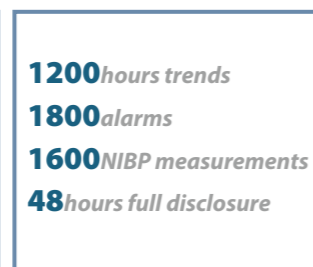 1200hours trends
1800alarms
1600NIBP measurements
48hours full disclosure